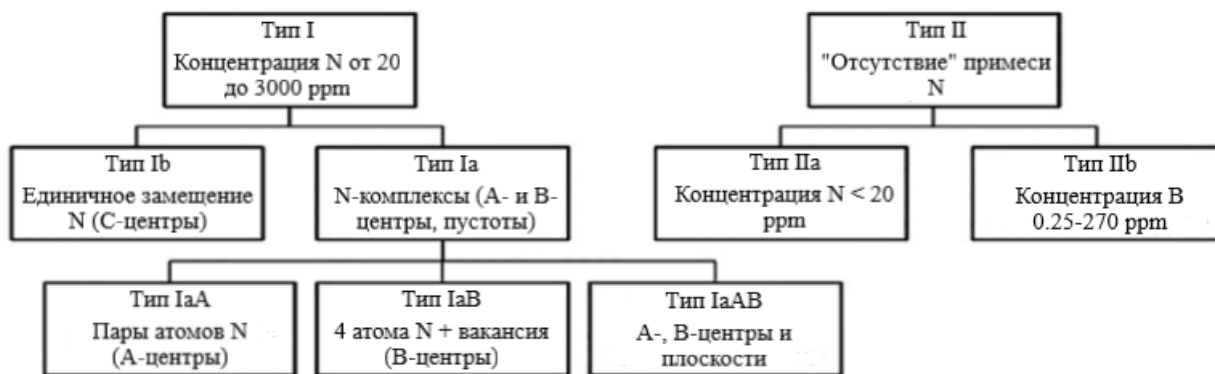 Тип I
Концентрация N от 20
до 3000 ppm
Тип II
"Отсутствие" примеси
N
Тип Ib
Единичное замещение
N (С-центры)
Тип Ia
N-комплексы (А- и В-
центры, пустоты)
Тип IIa
Концентрация N < 20
ppm
Тип IIb
Концентрация В
0.25-270 ppm
Тип IaA
Пары атомов N
(А-центры)
Тип IaB
4 атома N + вакансия
(В-центры)
Тип IaAB
А-, В-центры и
плоскости